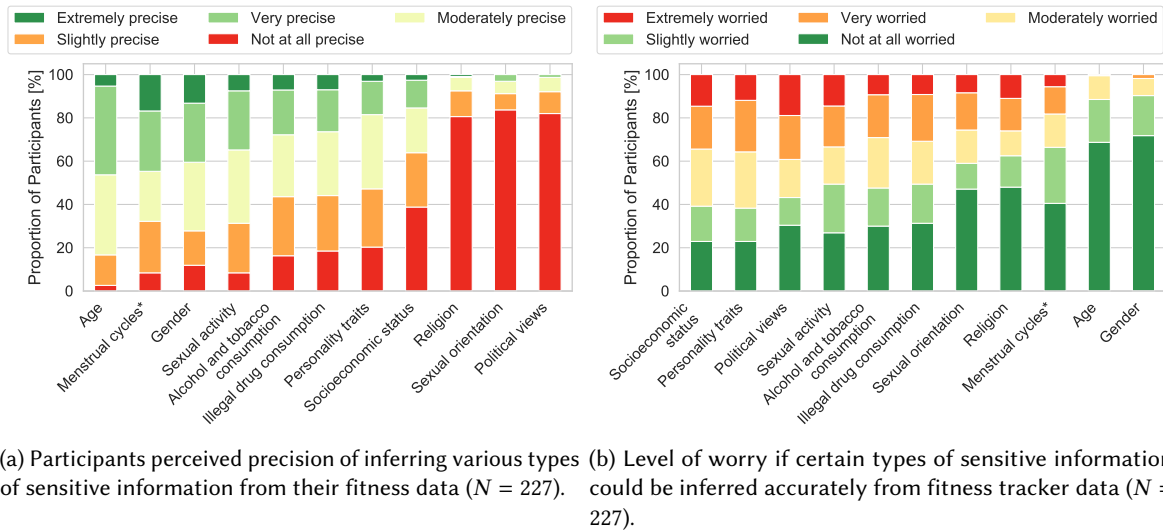 Extremely precise Very precise Moderately precise
Slightly precise Not at all precise
Proportion of Participants [%]
100
80
60
40
20
0
Age
Menstrual cycles*
Gender
Sexual activity
Alcohol and tobacco
consumption
Illegal drug consumption
Personality traits
Socioeconomic status
Religion
Sexual orientation
Political views
(a) Participants perceived precision of inferring various types
of sensitive information from their fitness data (N = 227).
Extremely worried Very worried Moderately worried
Slightly worried Not at all worried
Proportion of Participants [%]
100
80
60
40
20
0
Socioeconomic
status
Personality traits
Political views
Sexual activity
Alcohol and tobacco
consumption
Illegal drug consumption
Sexual orientation
Religion
Menstrual cycles*
Age
Gender
(b) Level of worry if certain types of sensitive information
could be inferred accurately from fitness tracker data (N =
227).